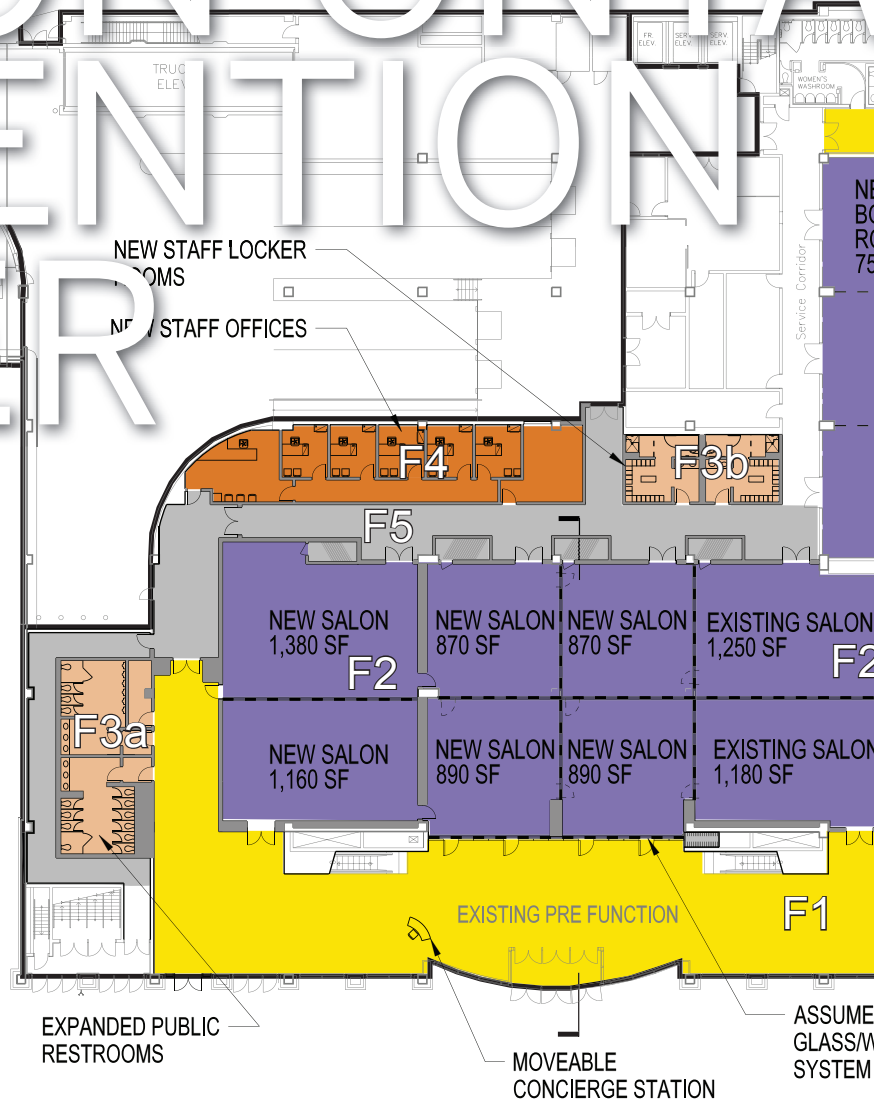 ON ONTA
ENTION
ER
FR.
ELEV.
SERV.
ELEV.
SERV.
ELEV.
WOMEN'S
WASHROOM
NEW STAFF LOCKER
NEW STAFF OFFICES
Service Corridor
F4
F3b
F5
NEW SALON
1,380 SF
NEW SALON
870 SF
NEW SALON
870 SF
EXISTING SALON
1,250 SF
F2
F2
F3a
NEW SALON
1,160 SF
NEW SALON
890 SF
NEW SALON
890 SF
EXISTING SALON
1,180 SF
EXISTING PRE FUNCTION
F1
EXPANDED PUBLIC
RESTROOMS
MOVEABLE
CONCIERGE STATION
ASSUME
GLASS/W
SYSTEM